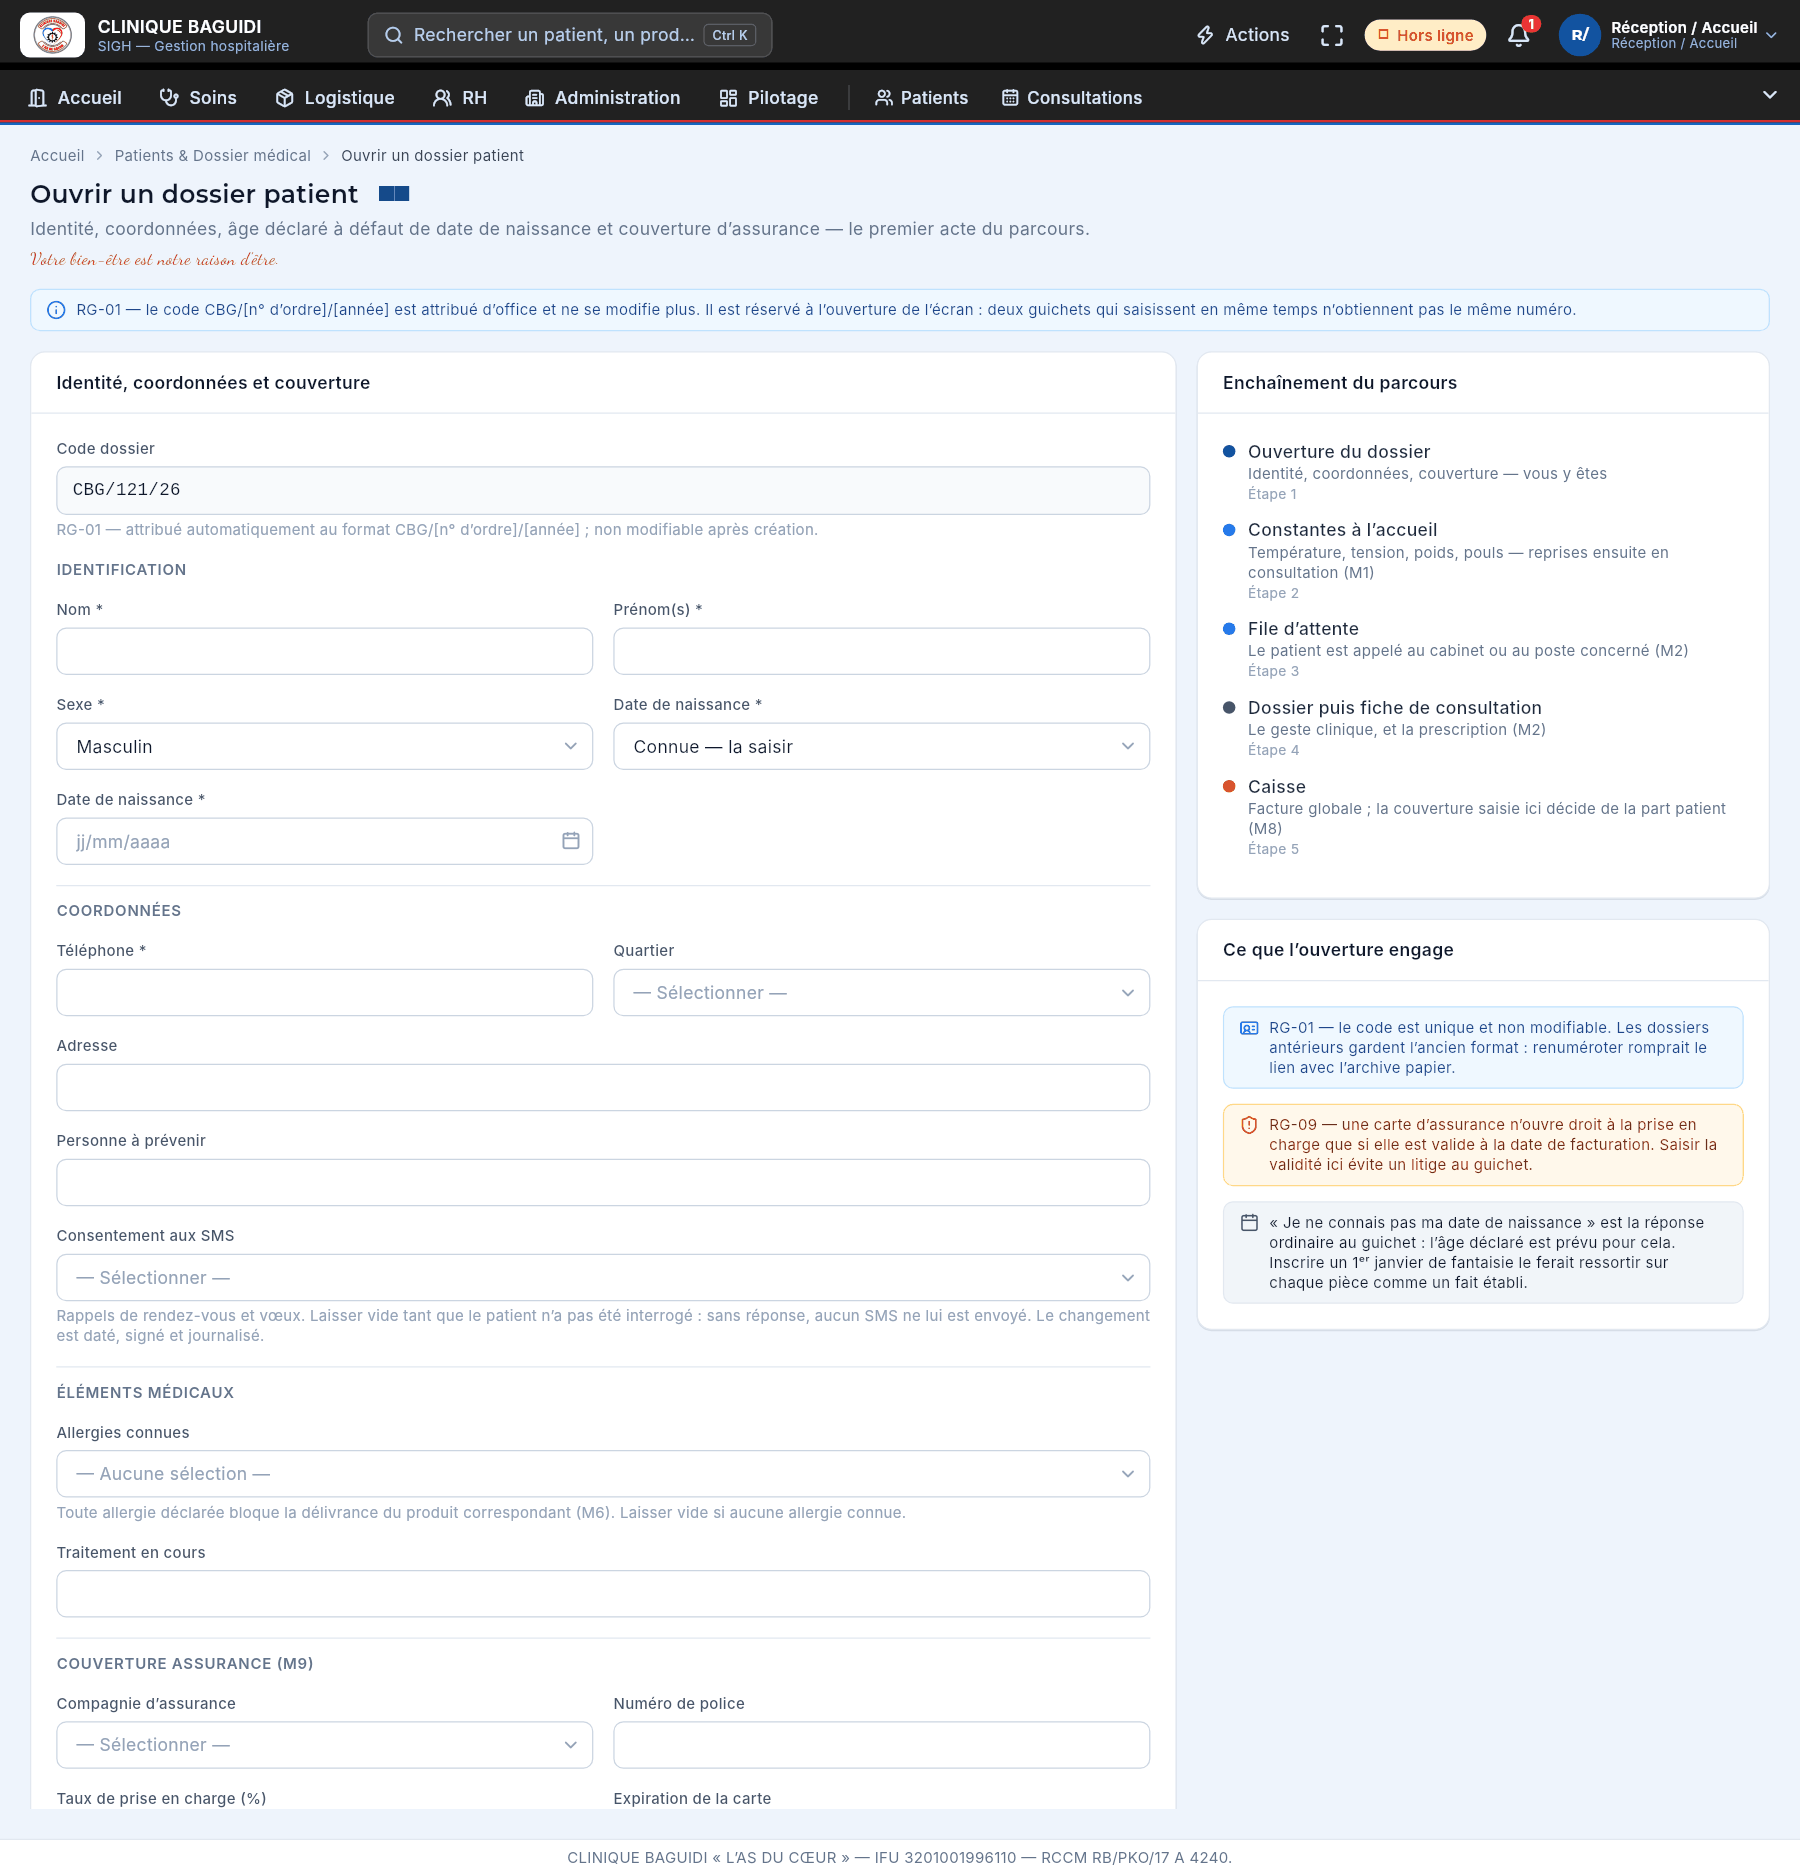 CLINIQUE BAGUIDI
SIGH — Gestion hospitalière
Rechercher un patient, un prod... Ctrl K
Actions
Hors ligne
1
R/
Réception / Accueil
Réception / Accueil
Accueil Soins Logistique RH Administration Pilotage Patients Consultations
Accueil > Patients & Dossier médical > Ouvrir un dossier patient
Ouvrir un dossier patient
Identité, coordonnées, âge déclaré à défaut de date de naissance et couverture d’assurance — le premier acte du parcours.
Votre bien-être est notre raison d’être.
RG-01 — le code CBG/[n° d’ordre]/[année] est attribué d’office et ne se modifie plus. Il est réservé à l’ouverture de l’écran : deux guichets qui saisissent en même temps n’obtiennent pas le même numéro.
Identité, coordonnées et couverture
Code dossier
CBG/121/26
RG-01 — attribué automatiquement au format CBG/[n° d’ordre]/[année] ; non modifiable après création.
IDENTIFICATION
Nom * Prénom(s) *
Sexe * Date de naissance *
Masculin Connue — la saisir
Date de naissance *
jj/mm/aaaa
COORDONNÉES
Téléphone * Quartier
— Sélectionner —
Adresse
Personne à prévenir
Consentement aux SMS
— Sélectionner —
Rappels de rendez-vous et vœux. Laisser vide tant que le patient n’a pas été interrogé : sans réponse, aucun SMS ne lui est envoyé. Le changement
est daté, signé et journalisé.
ÉLÉMENTS MÉDICAUX
Allergies connues
— Aucune sélection —
Toute allergie déclarée bloque la délivrance du produit correspondant (M6). Laisser vide si aucune allergie connue.
Traitement en cours
COUVERTURE ASSURANCE (M9)
Compagnie d’assurance Numéro de police
— Sélectionner —
Taux de prise en charge (%) Expiration de la carte
Enchaînement du parcours
Ouverture du dossier
Identité, coordonnées, couverture — vous y êtes
Étape 1
Constantes à l’accueil
Température, tension, poids, pouls — reprises ensuite en
consultation (M1)
Étape 2
File d’attente
Le patient est appelé au cabinet ou au poste concerné (M2)
Étape 3
Dossier puis fiche de consultation
Le geste clinique, et la prescription (M2)
Étape 4
Caisse
Facture globale ; la couverture saisie ici décide de la part patient
(M8)
Étape 5
Ce que l’ouverture engage
RG-01 — le code est unique et non modifiable. Les dossiers
antérieurs gardent l’ancien format : renuméroter romprait le
lien avec l’archive papier.
RG-09 — une carte d’assurance n’ouvre droit à la prise en
charge que si elle est valide à la date de facturation. Saisir la
validité ici évite un litige au guichet.
« Je ne connais pas ma date de naissance » est la réponse
ordinaire au guichet : l’âge déclaré est prévu pour cela.
Inscrire un 1ᵉʳ janvier de fantaisie le ferait ressortir sur
chaque pièce comme un fait établi.
CLINIQUE BAGUIDI « L’AS DU CŒUR » — IFU 3201001996110 — RCCM RB/PKO/17 A 4240.